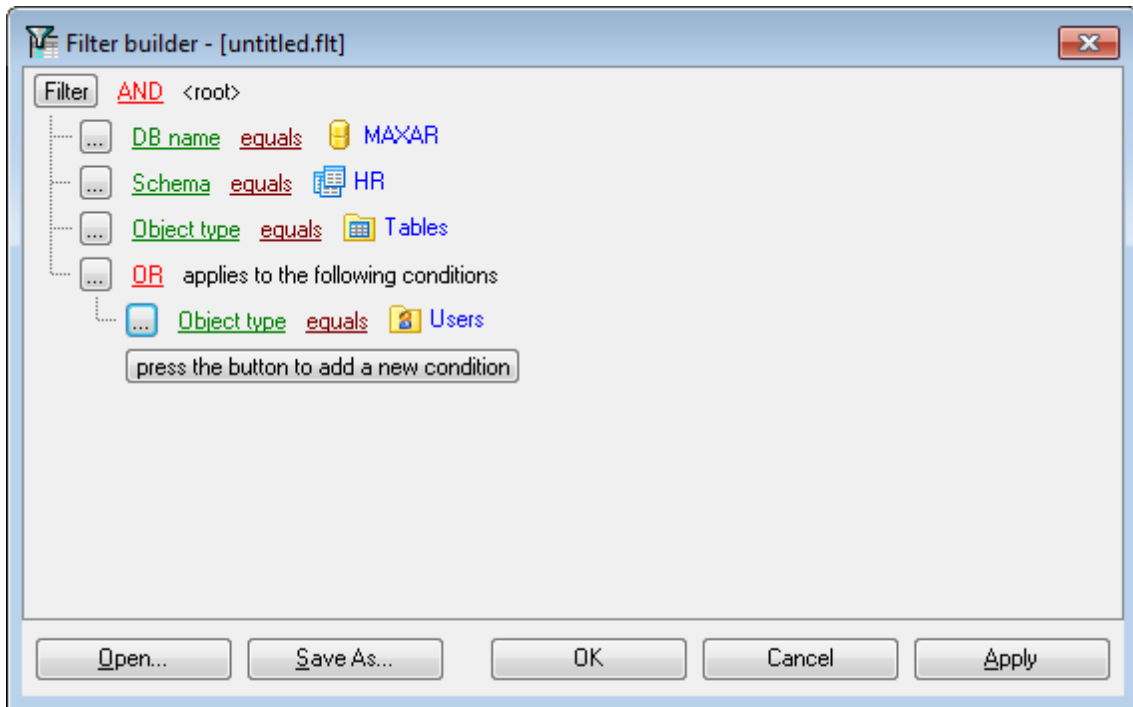 Filter builder - [untitled.flt]
Filter AND <root>
... DB name equals MAXAR
... Schema equals HR
... Object type equals Tables
... OR applies to the following conditions
... Object type equals Users
press the button to add a new condition
Open... Save As... OK Cancel Apply